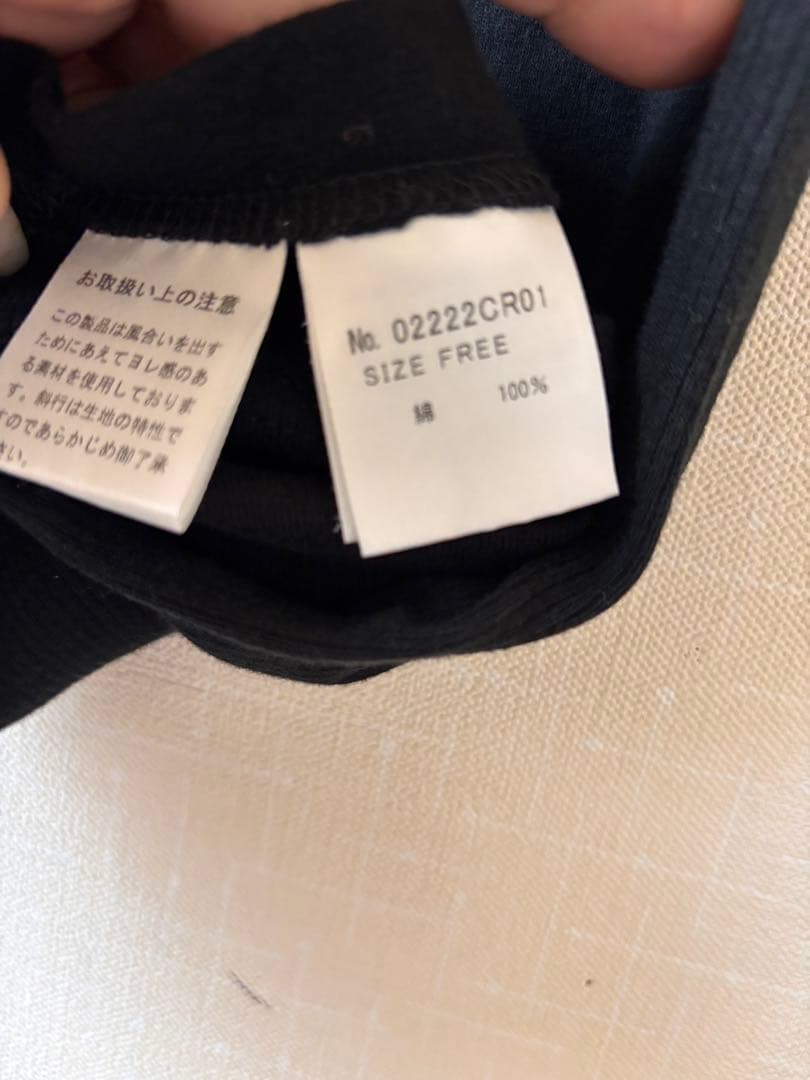 お取扱い上の注意
この製品は風合いを出す
ためにあえてヨレ感のあ
る素材を使用しておりま
す。斜行は生地の特性で
すのであらかじめ御了承
さい。
No. 02222CR01
SIZE FREE
綿 100%